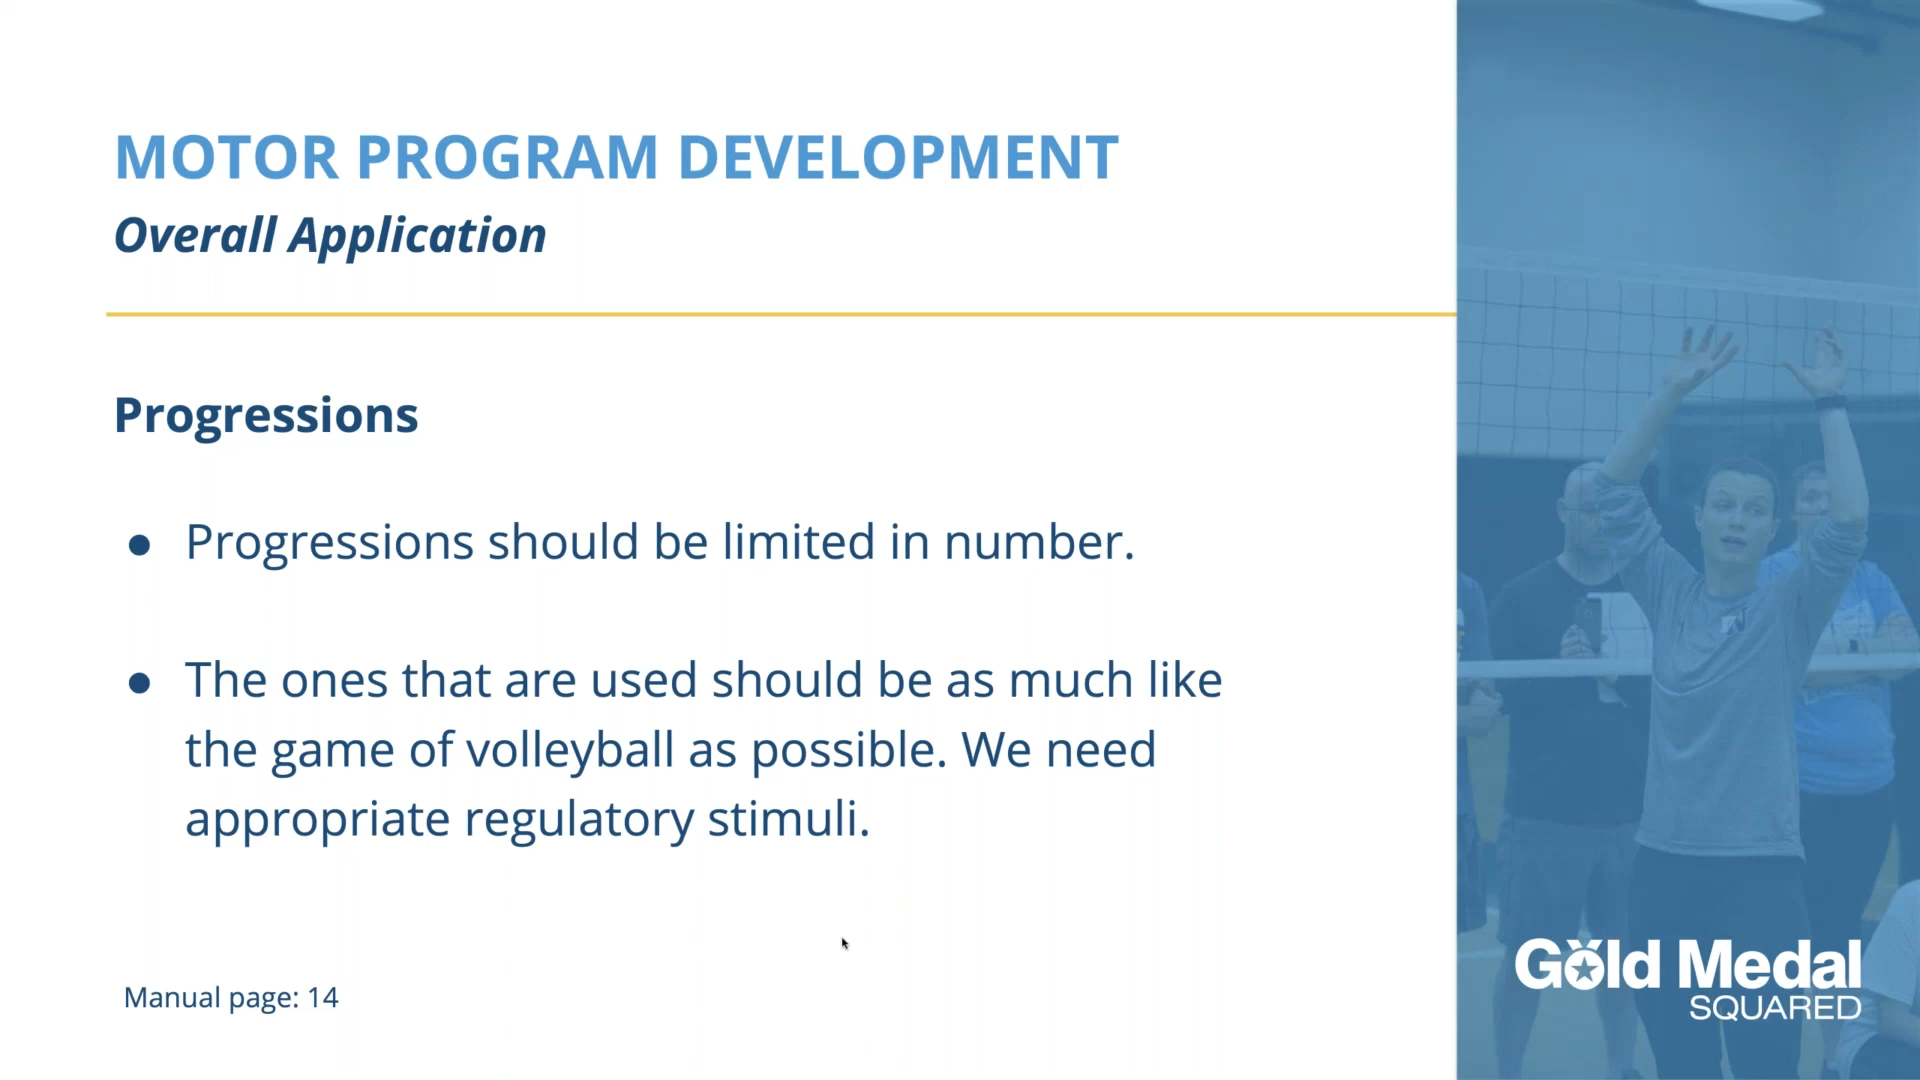 MOTOR PROGRAM DEVELOPMENT
Overall Application
Progressions
● Progressions should be limited in number.
● The ones that are used should be as much like
the game of volleyball as possible. We need
appropriate regulatory stimuli.
Manual page: 14
Gold Medal
SQUARED